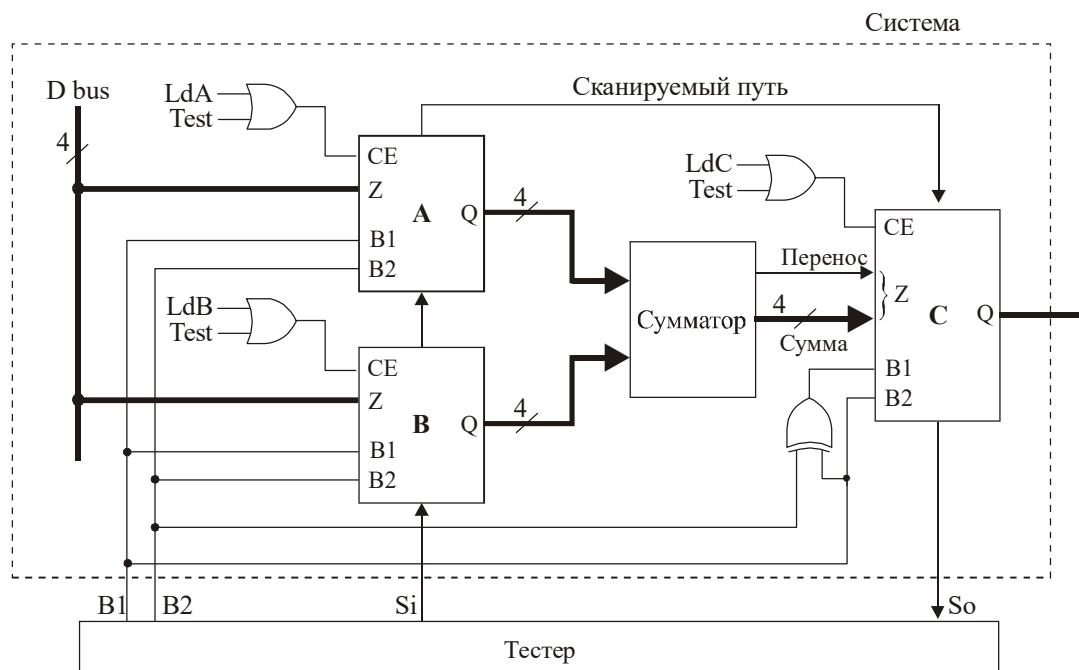 Система
D bus
4
LdA
Test
CE
Z
A
Q
B1
B2
4
Сканируемый путь
LdC
Test
CE
Z
C
Q
B1
B2
Перенос
4
Сумма
Сумматор
LdB
Test
CE
Z
B
Q
B1
B2
4
B1
B2
Si
So
Тестер